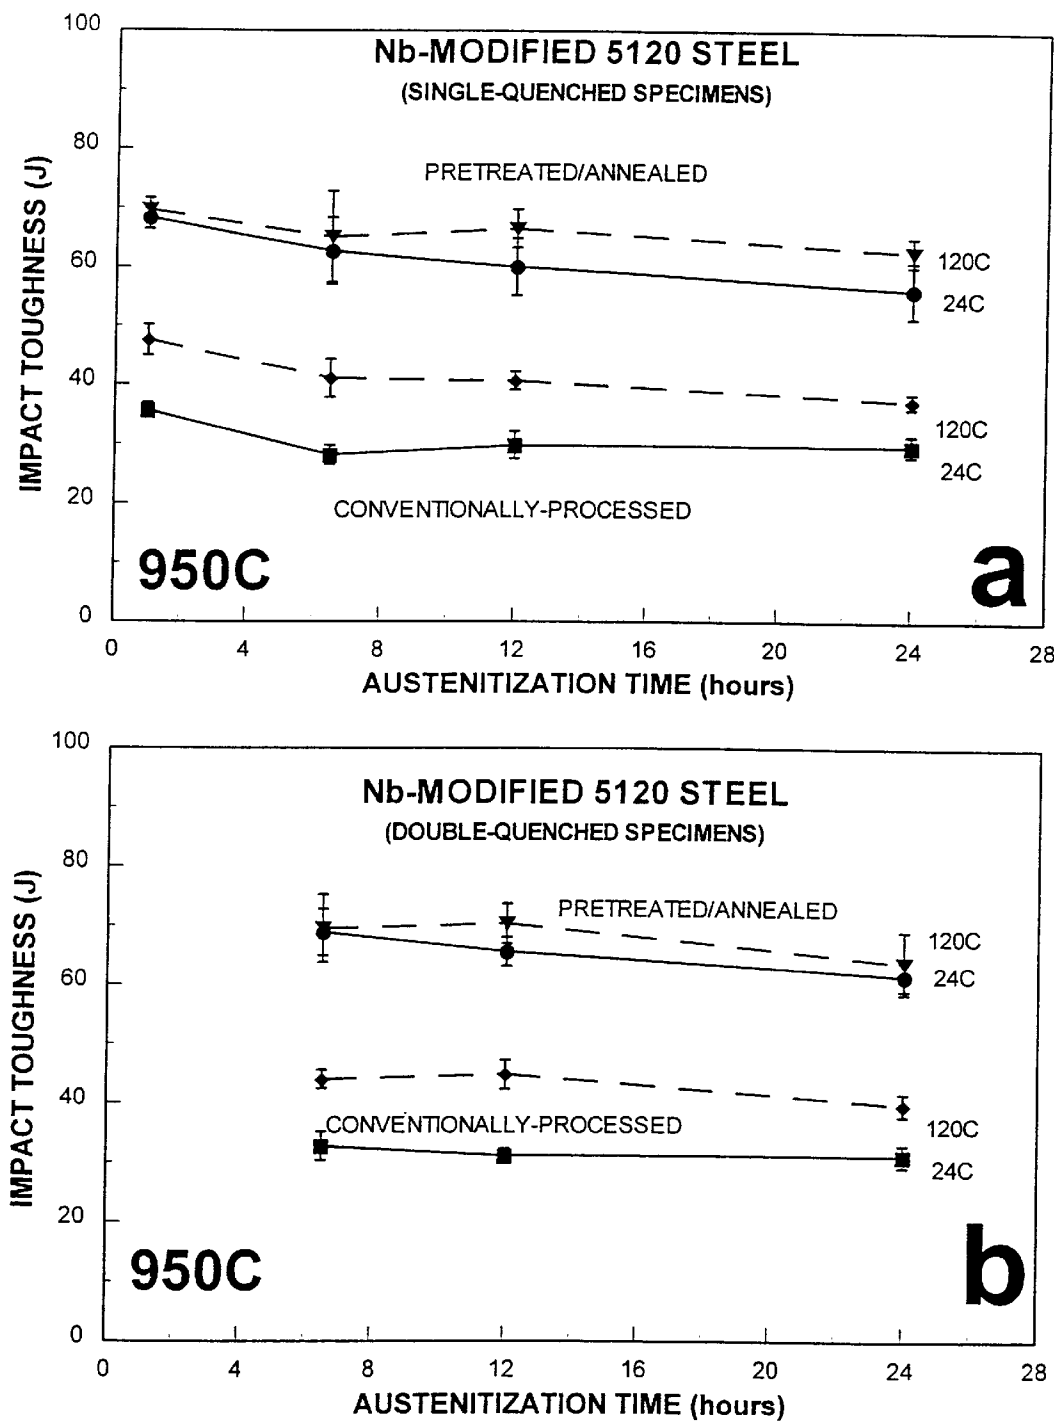 100
Nb-MODIFIED 5120 STEEL
(SINGLE-QUENCHED SPECIMENS)
80
PRETREATED/ANNEALED
IMPACT TOUGHNESS (J)
60
120C
24C
40
120C
24C
20
CONVENTIONALLY-PROCESSED
950C
a
0
0 4 8 12 16 20 24 28
AUSTENITIZATION TIME (hours)
100
Nb-MODIFIED 5120 STEEL
(DOUBLE-QUENCHED SPECIMENS)
80
PRETREATED/ANNEALED
IMPACT TOUGHNESS (J)
120C
24C
60
40
CONVENTIONALLY-PROCESSED
120C
24C
20
950C
b
0
0 4 8 12 16 20 24 28
AUSTENITIZATION TIME (hours)